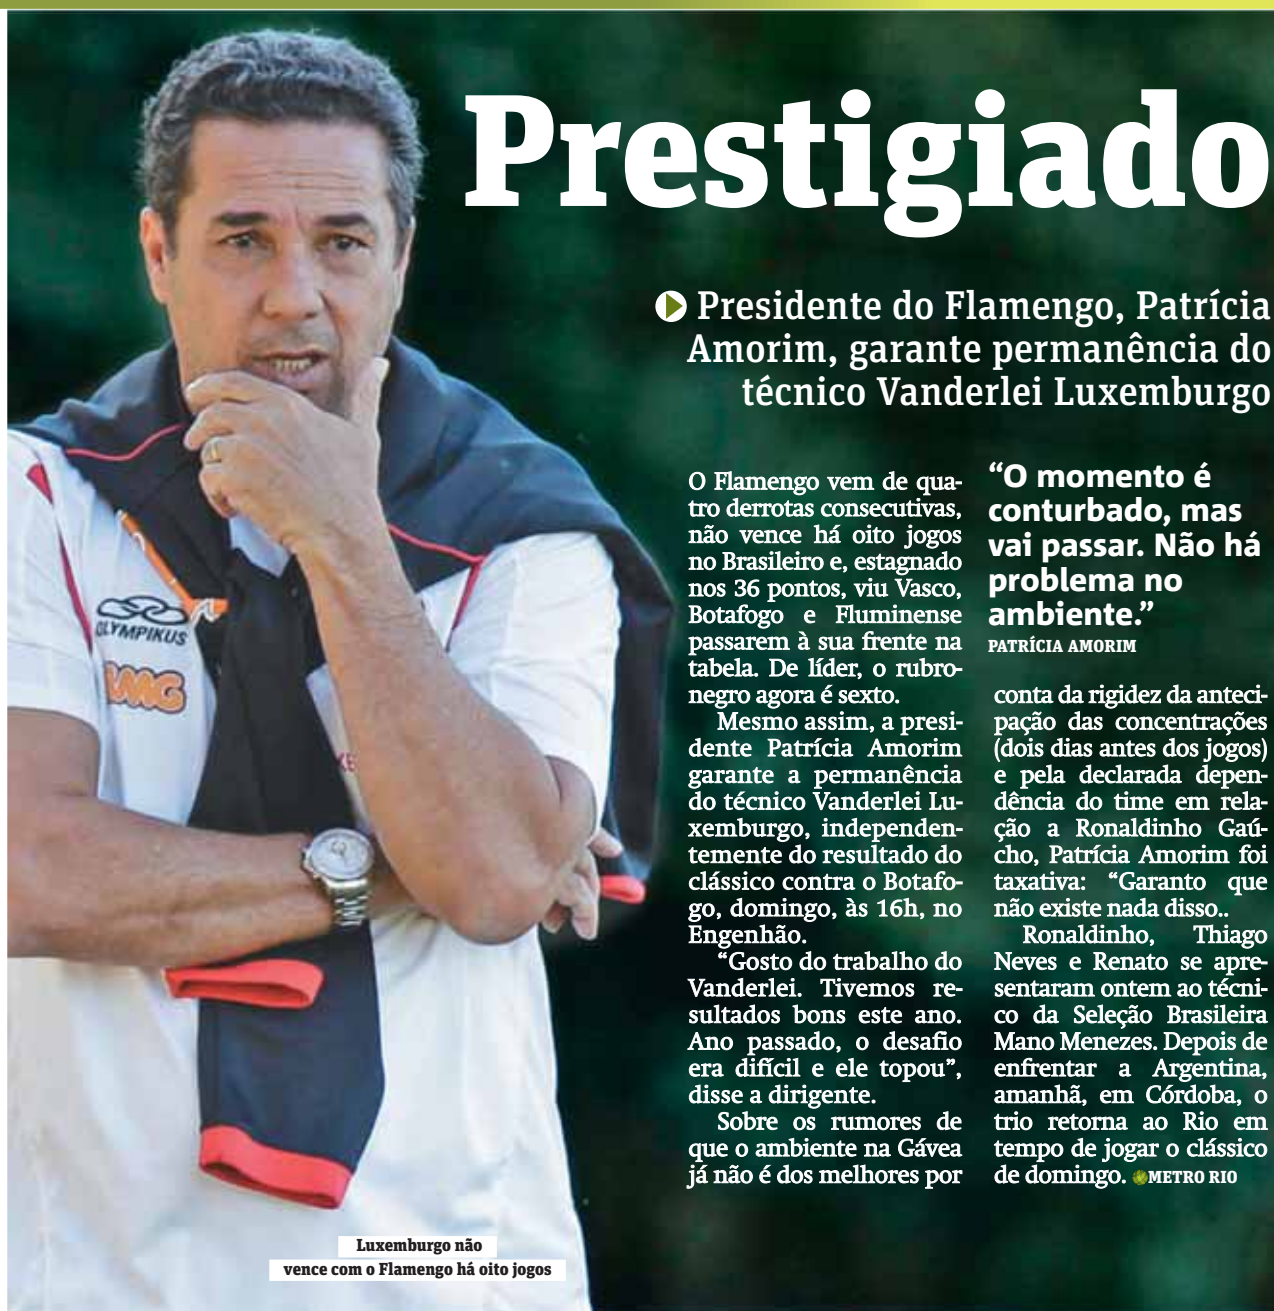 Prestigiado
Presidente do Flamengo, Patrícia
Amorim, garante permanência do
técnico Vanderlei Luxemburgo
O Flamengo vem de qua-
tro derrotas consecutivas,
não vence há oito jogos
no Brasileiro e, estagnado
nos 36 pontos, viu Vasco,
Botafogo e Fluminense
passarem à sua frente na
tabela. De líder, o rubro-
negro agora é sexto.
Mesmo assim, a presi-
dente Patrícia Amorim
garante a permanência
do técnico Vanderlei Lu-
xemburgo, independen-
temente do resultado do
clássico contra o Botafo-
go, domingo, às 16h, no
Engenhão.
“Gosto do trabalho do
Vanderlei. Tivemos re-
sultados bons este ano.
Ano passado, o desafio
era difícil e ele topou”,
disse a dirigente.
Sobre os rumores de
que o ambiente na Gávea
já não é dos melhores por
“O momento é
conturbado, mas
vai passar. Não há
problema no
ambiente.”
PATRÍCIA AMORIM
conta da rigidez da anteci-
pação das concentrações
(dois dias antes dos jogos)
e pela declarada depen-
dência do time em rela-
ção a Ronaldinho Gaú-
cho, Patrícia Amorim foi
taxativa: “Garanto que
não existe nada disso..
Ronaldinho, Thiago
Neves e Renato se apre-
sentaram ontem ao técni-
co da Seleção Brasileira
Mano Menezes. Depois de
enfrentar a Argentina,
amanhã, em Córdoba, o
trio retorna ao Rio em
tempo de jogar o clássico
de domingo. METRO RIO
OLYMPIKUS
BMG
Luxemburgo não
vence com o Flamengo há oito jogos